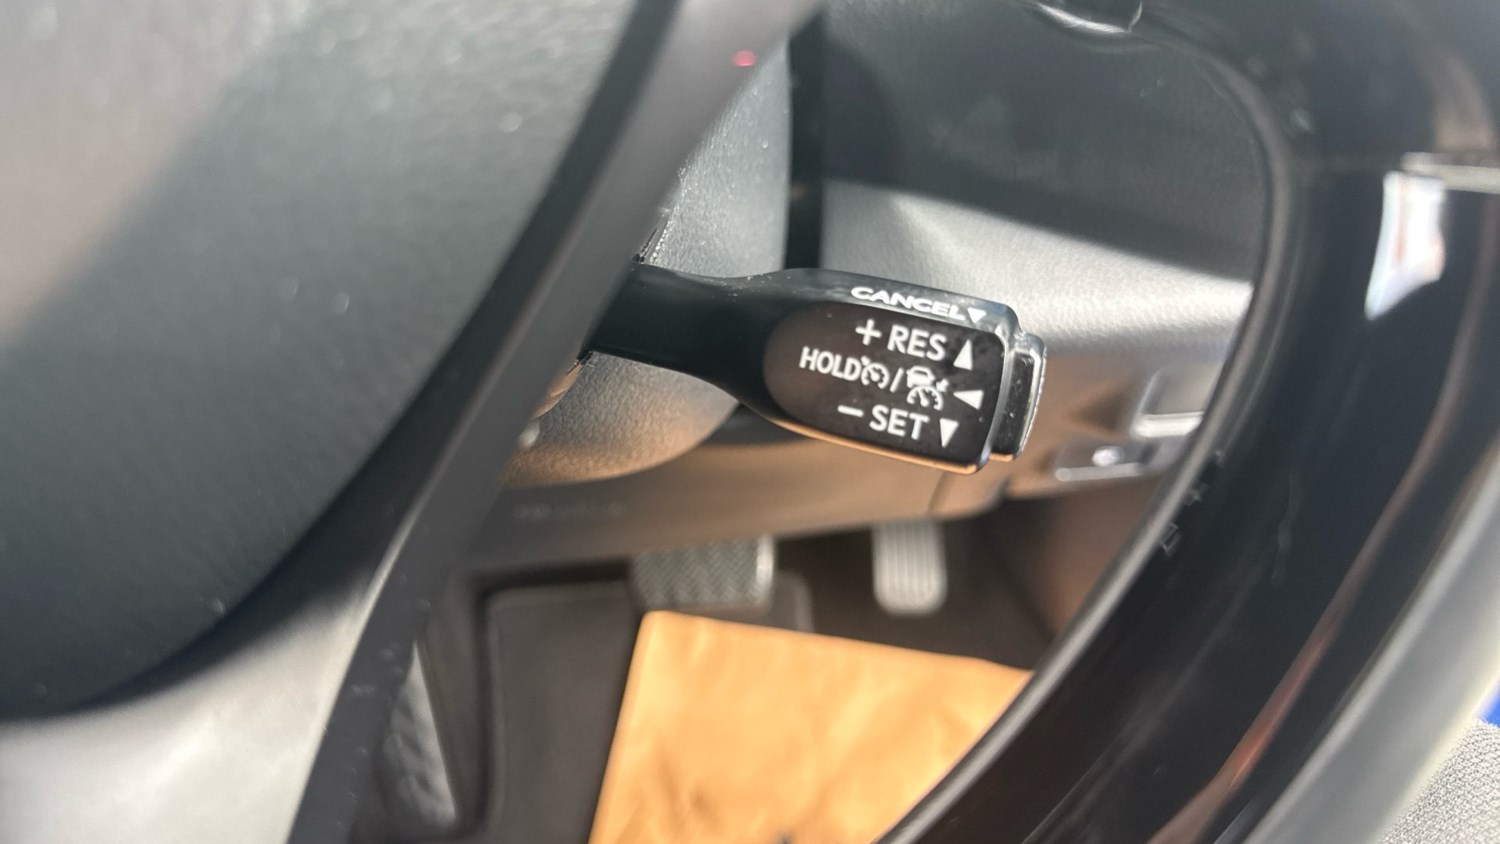 CANCEL▼
+ RES ▲
HOLD / ◀
− SET ▼